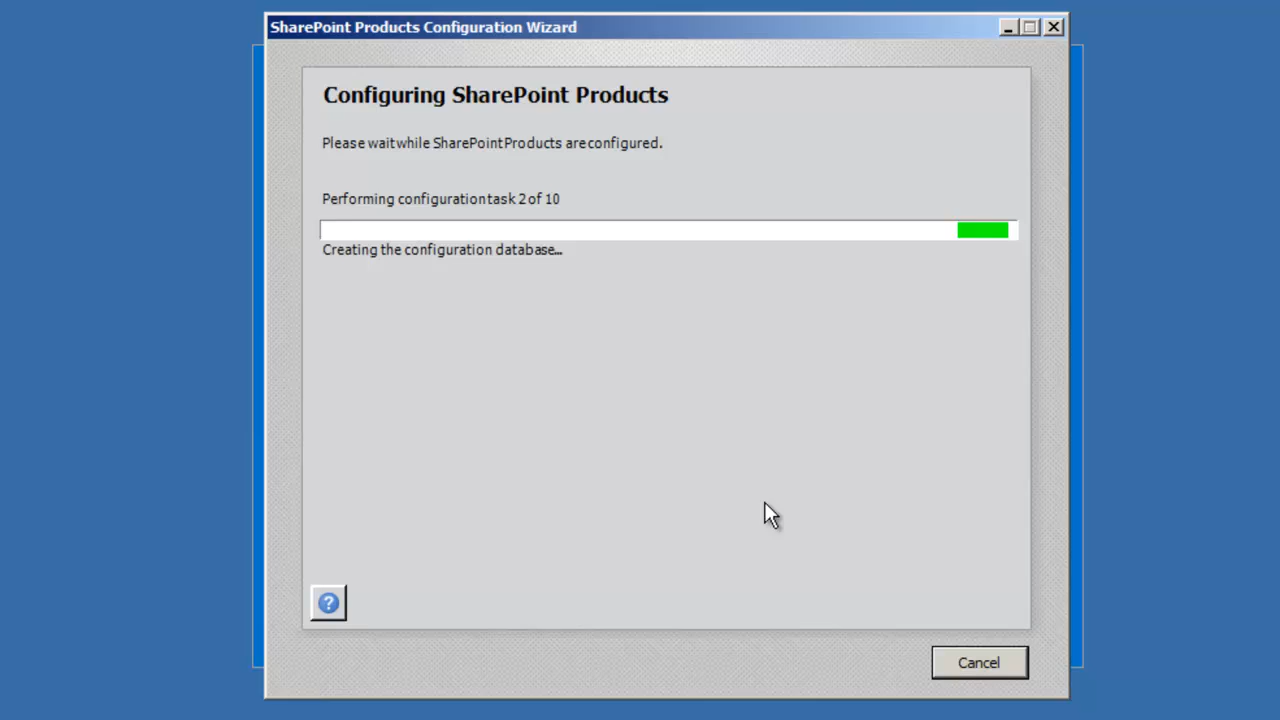 SharePoint Products Configuration Wizard
Configuring SharePoint Products
Please wait while SharePoint Products are configured.
Performing configuration task 2 of 10
Creating the configuration database...
?
Cancel